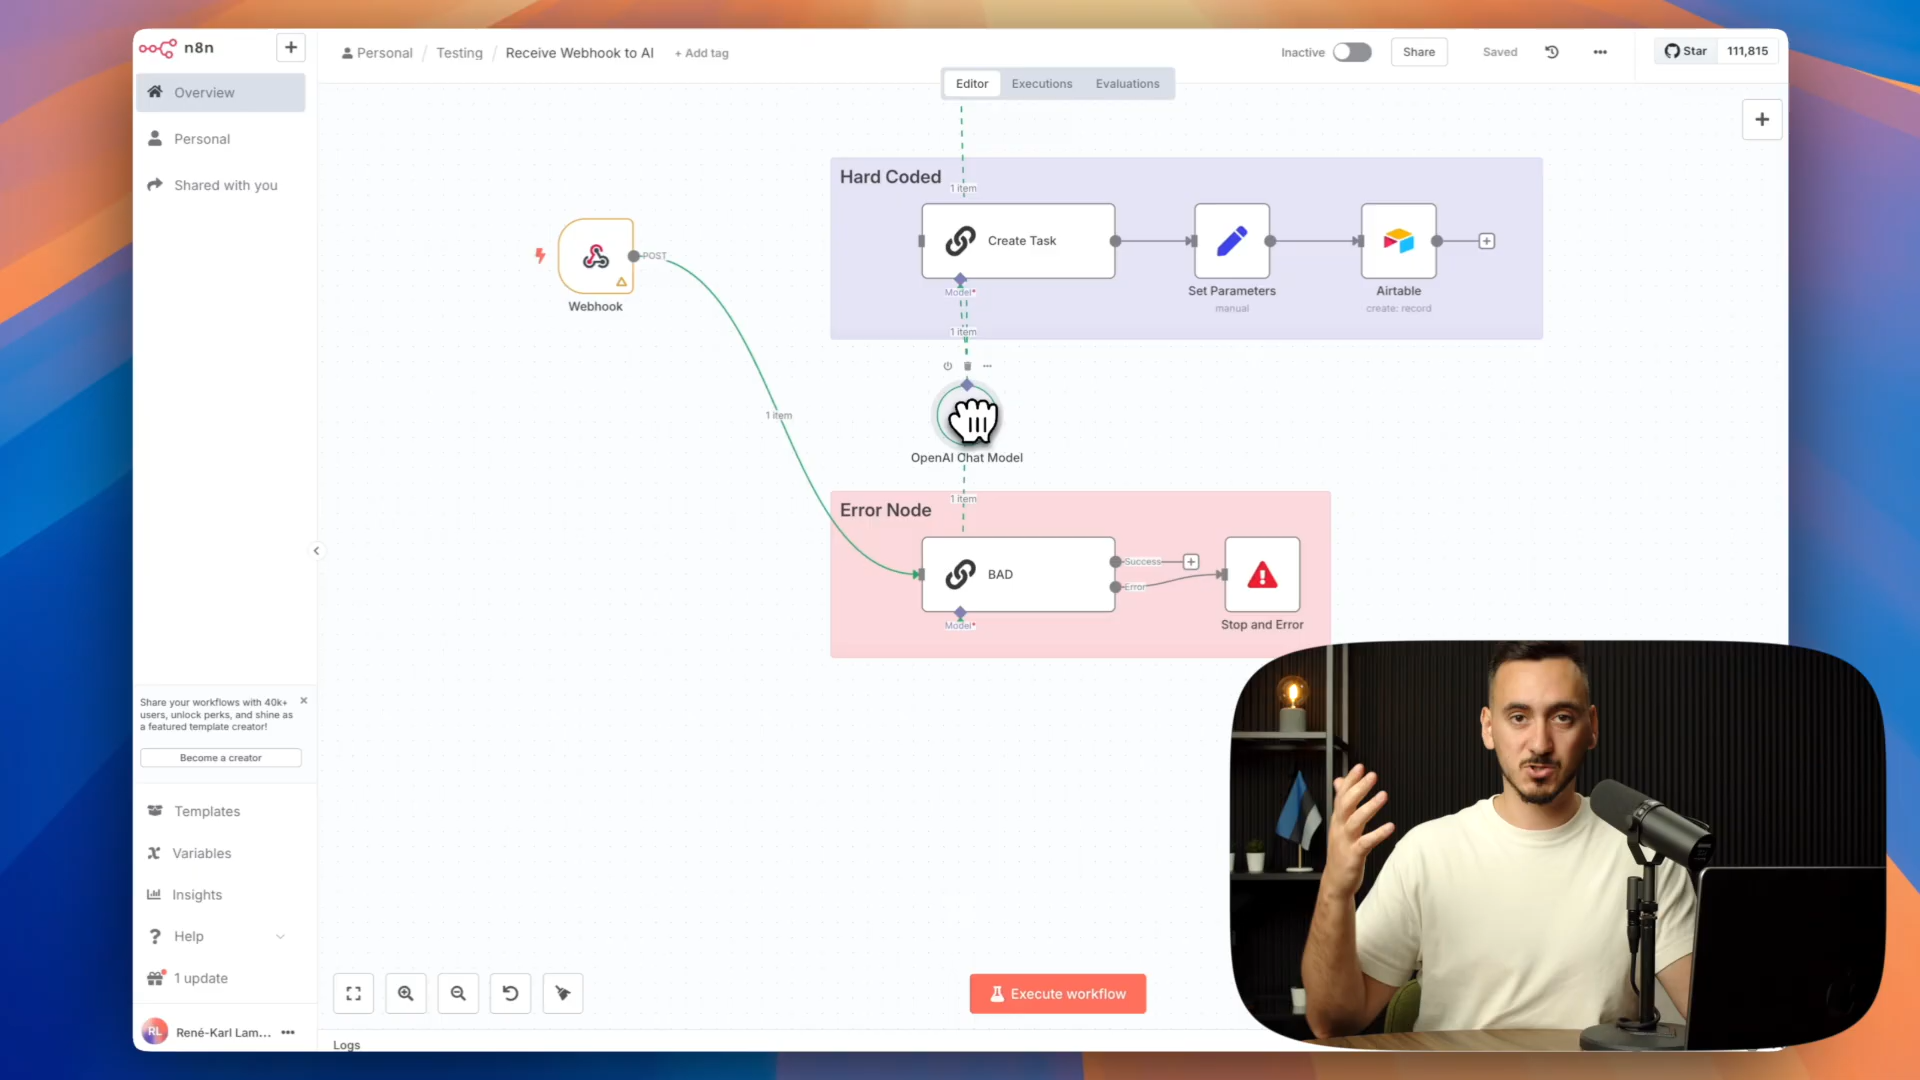 n8n
Personal / Testing / Receive Webhook to AI + Add tag
Inactive
Share
Saved
Star 111,815
Editor
Executions
Evaluations
Overview
Personal
Shared with you
Hard Coded
1 item
Create Task
Model*
Set Parameters
manual
Airtable
create: record
POST
Webhook
1 item
1 item
OpenAI Chat Model
Error Node
1 item
BAD
Success
Error
Model*
Stop and Error
Share your workflows with 40k+
users, unlock perks, and shine as
a featured template creator!
Become a creator
Templates
Variables
Insights
Help
1 update
RL
René-Karl Lam...
Execute workflow
Logs